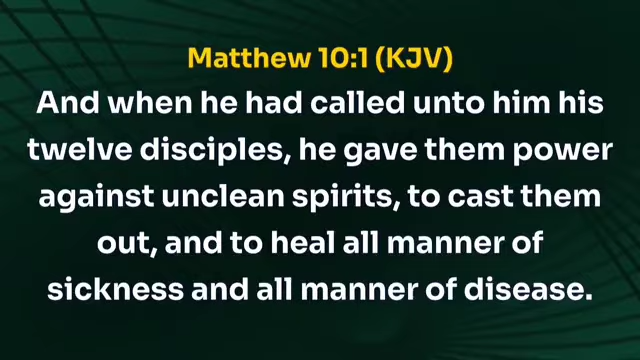 Matthew 10:1 (KJV)
And when he had called unto him his
twelve disciples, he gave them power
against unclean spirits, to cast them
out, and to heal all manner of
sickness and all manner of disease.